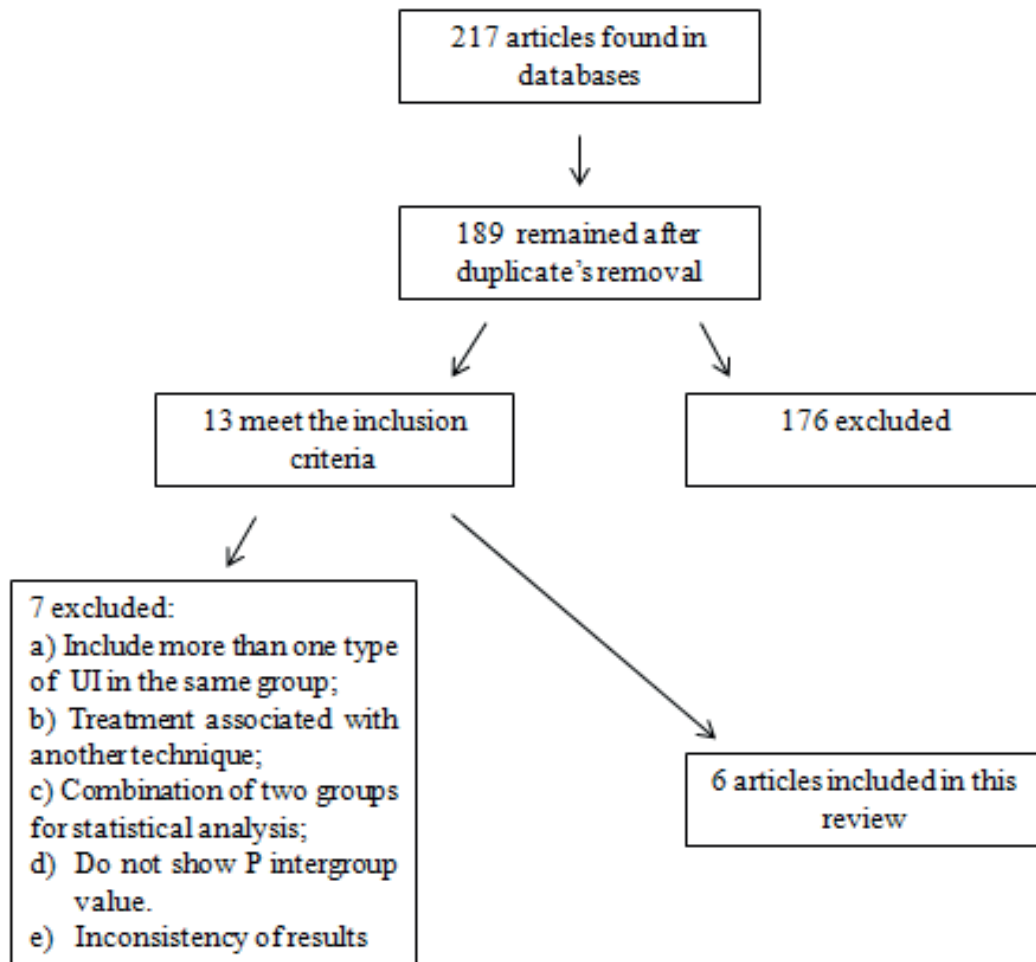 217 articles found in
databases
189 remained after
duplicate's removal
13 meet the inclusion
criteria
176 excluded
7 excluded:
a) Include more than one type
of UI in the same group;
b) Treatment associated with
another technique;
c) Combination of two groups
for statistical analysis;
d) Do not show P intergroup
value.
e) Inconsistency of results
6 articles included in this
review